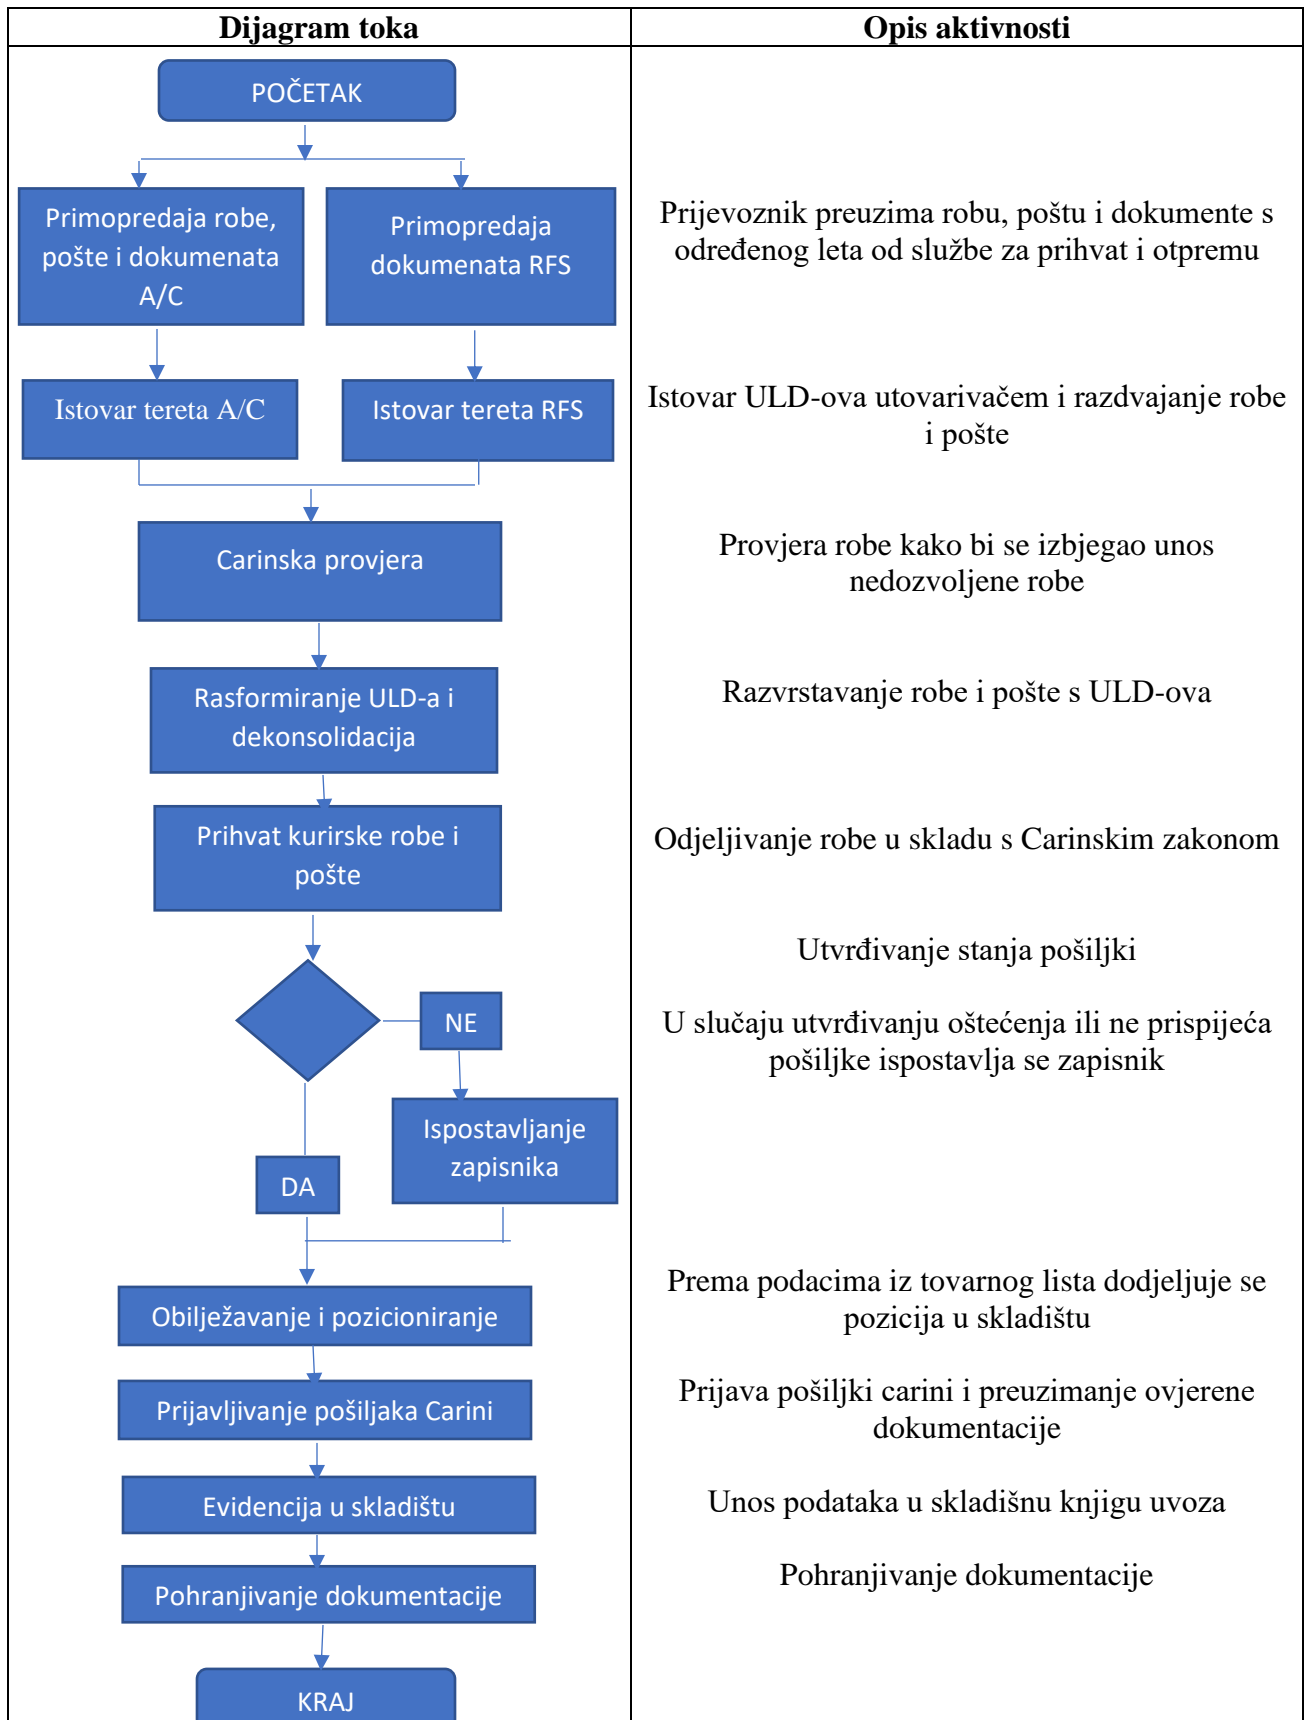 Dijagram toka
Opis aktivnosti
POČETAK
Primopredaja robe,
pošte i dokumenata
A/C
Primopredaja
dokumenata RFS
Prijevoznik preuzima robu, poštu i dokumente s
određenog leta od službe za prihvat i otpremu
Istovar tereta A/C
Istovar tereta RFS
Istovar ULD-ova utovarivačem i razdvajanje robe
i pošte
Carinska provjera
Provjera robe kako bi se izbjegao unos
nedozvoljene robe
Rasformiranje ULD-a i
dekonsolidacija
Razvrstavanje robe i pošte s ULD-ova
Prihvat kurirske robe i
pošte
Odjeljivanje robe u skladu s Carinskim zakonom
Utvrđivanje stanja pošiljki
NE
U slučaju utvrđivanju oštećenja ili ne prispijeća
pošiljke ispostavlja se zapisnik
Ispostavljanje
zapisnika
DA
Obilježavanje i pozicioniranje
Prema podacima iz tovarnog lista dodjeljuje se
pozicija u skladištu
Prijavljivanje pošiljaka Carini
Prijava pošiljki carini i preuzimanje ovjerene
dokumentacije
Evidencija u skladištu
Unos podataka u skladišnu knjigu uvoza
Pohranjivanje dokumentacije
Pohranjivanje dokumentacije
KRAJ